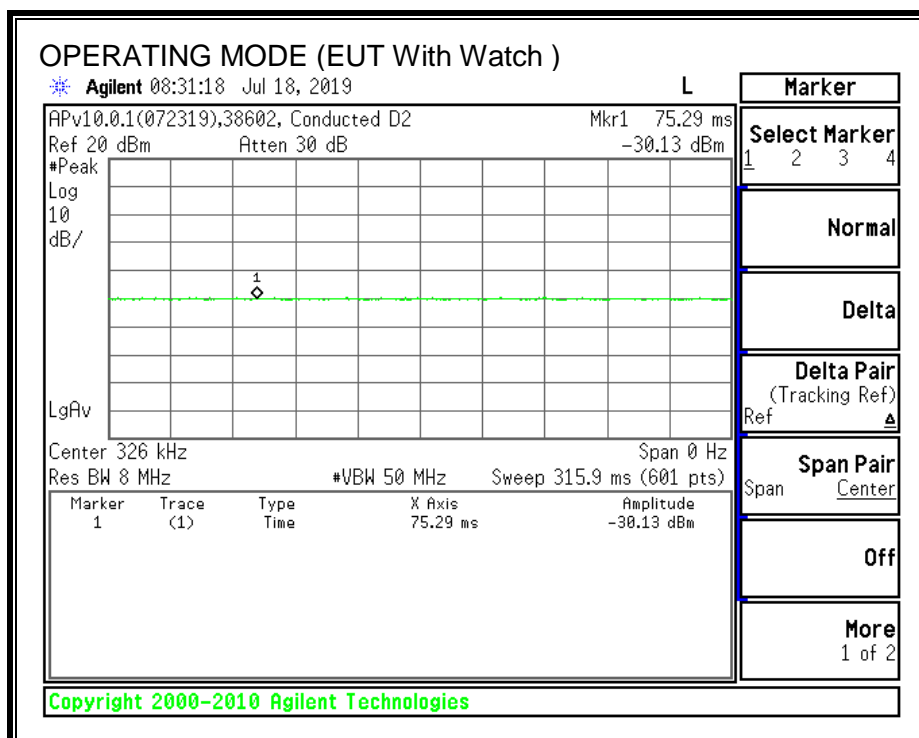 OPERATING MODE (EUT With Watch )
Agilent 08:31:18 Jul 18, 2019 L
APv10.0.1(072319),38602, Conducted D2 Mkr1 75.29 ms
Ref 20 dBm Atten 30 dB -30.13 dBm
#Peak
Log
10
dB/
1
LgAv
Center 326 kHz Span 0 Hz
Res BW 8 MHz #VBW 50 MHz Sweep 315.9 ms (601 pts)
Marker Trace Type X Axis Amplitude
1 (1) Time 75.29 ms -30.13 dBm
Marker
Select Marker
1 2 3 4
Normal
Delta
Delta Pair
(Tracking Ref)
Ref Δ
Span Pair
Span Center
Off
More
1 of 2
Copyright 2000-2010 Agilent Technologies